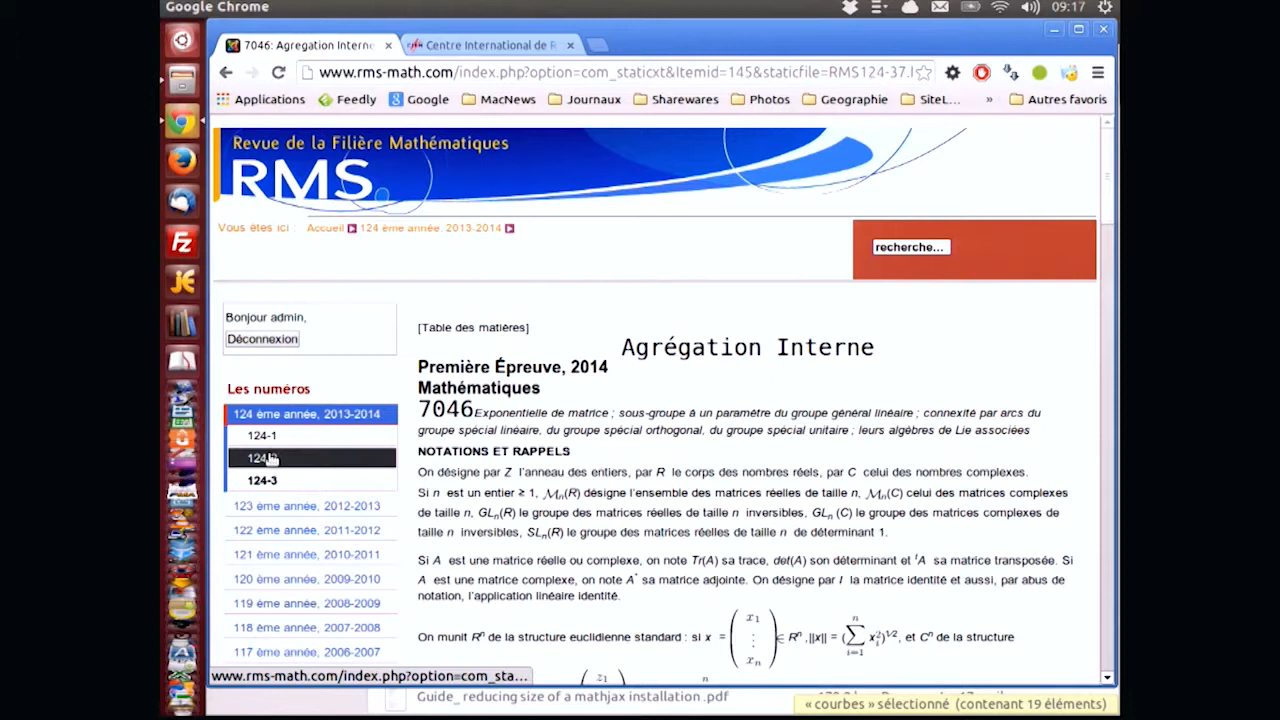 Google Chrome
09:17
7046: Agregation Interne
Centre International de R
www.rms-math.com/index.php?option=com_staticxt&Itemid=145&staticfile=RMS124-37.l
Applications Feedly Google MacNews Journaux Sharewares Photos Geographie SiteL... » Autres favoris
Revue de la Filière Mathématiques
RMS
Vous êtes ici : Accueil 124 ème année. 2013-2014
recherche...
Bonjour admin,
Déconnexion
Les numéros
124 ème année, 2013-2014
124-1
124
124-3
123 ème année, 2012-2013
122 ème année, 2011-2012
121 ème année, 2010-2011
120 ème année, 2009-2010
119 ème année, 2008-2009
118 ème année, 2007-2008
117 ème année, 2006-2007
[Table des matières]
Agrégation Interne
Première Épreuve, 2014
Mathématiques
7046 Exponentielle de matrice ; sous-groupe à un paramètre du groupe général linéaire ; connexité par arcs du
groupe spécial linéaire, du groupe spécial orthogonal, du groupe spécial unitaire ; leurs algèbres de Lie associées
NOTATIONS ET RAPPELS
On désigne par Z l'anneau des entiers, par R le corps des nombres réels, par C celui des nombres complexes.
Si n est un entier ≥ 1, ℳn(R) désigne l'ensemble des matrices réelles de taille n, ℳn(C) celui des matrices complexes
de taille n, GLn(R) le groupe des matrices réelles de taille n inversibles, GLn (C) le groupe des matrices complexes de
taille n inversibles, SLn(R) le groupe des matrices réelles de taille n de déterminant 1.
Si A est une matrice réelle ou complexe, on note Tr(A) sa trace, det(A) son déterminant et tA sa matrice transposée. Si
A est une matrice complexe, on note A* sa matrice adjointe. On désigne par I la matrice identité et aussi, par abus de
notation, l'application linéaire identité.
On munit Rn de la structure euclidienne standard : si x = (x1 ⋮ xn) ∈ Rn ,||x|| = (∑i=1n xi2)1/2, et Cn de la structure
z1 n
www.rms-math.com/index.php?option=com_sta...
Guide_ reducing size of a mathjax installation .pdf
« courbes » sélectionné (contenant 19 éléments)